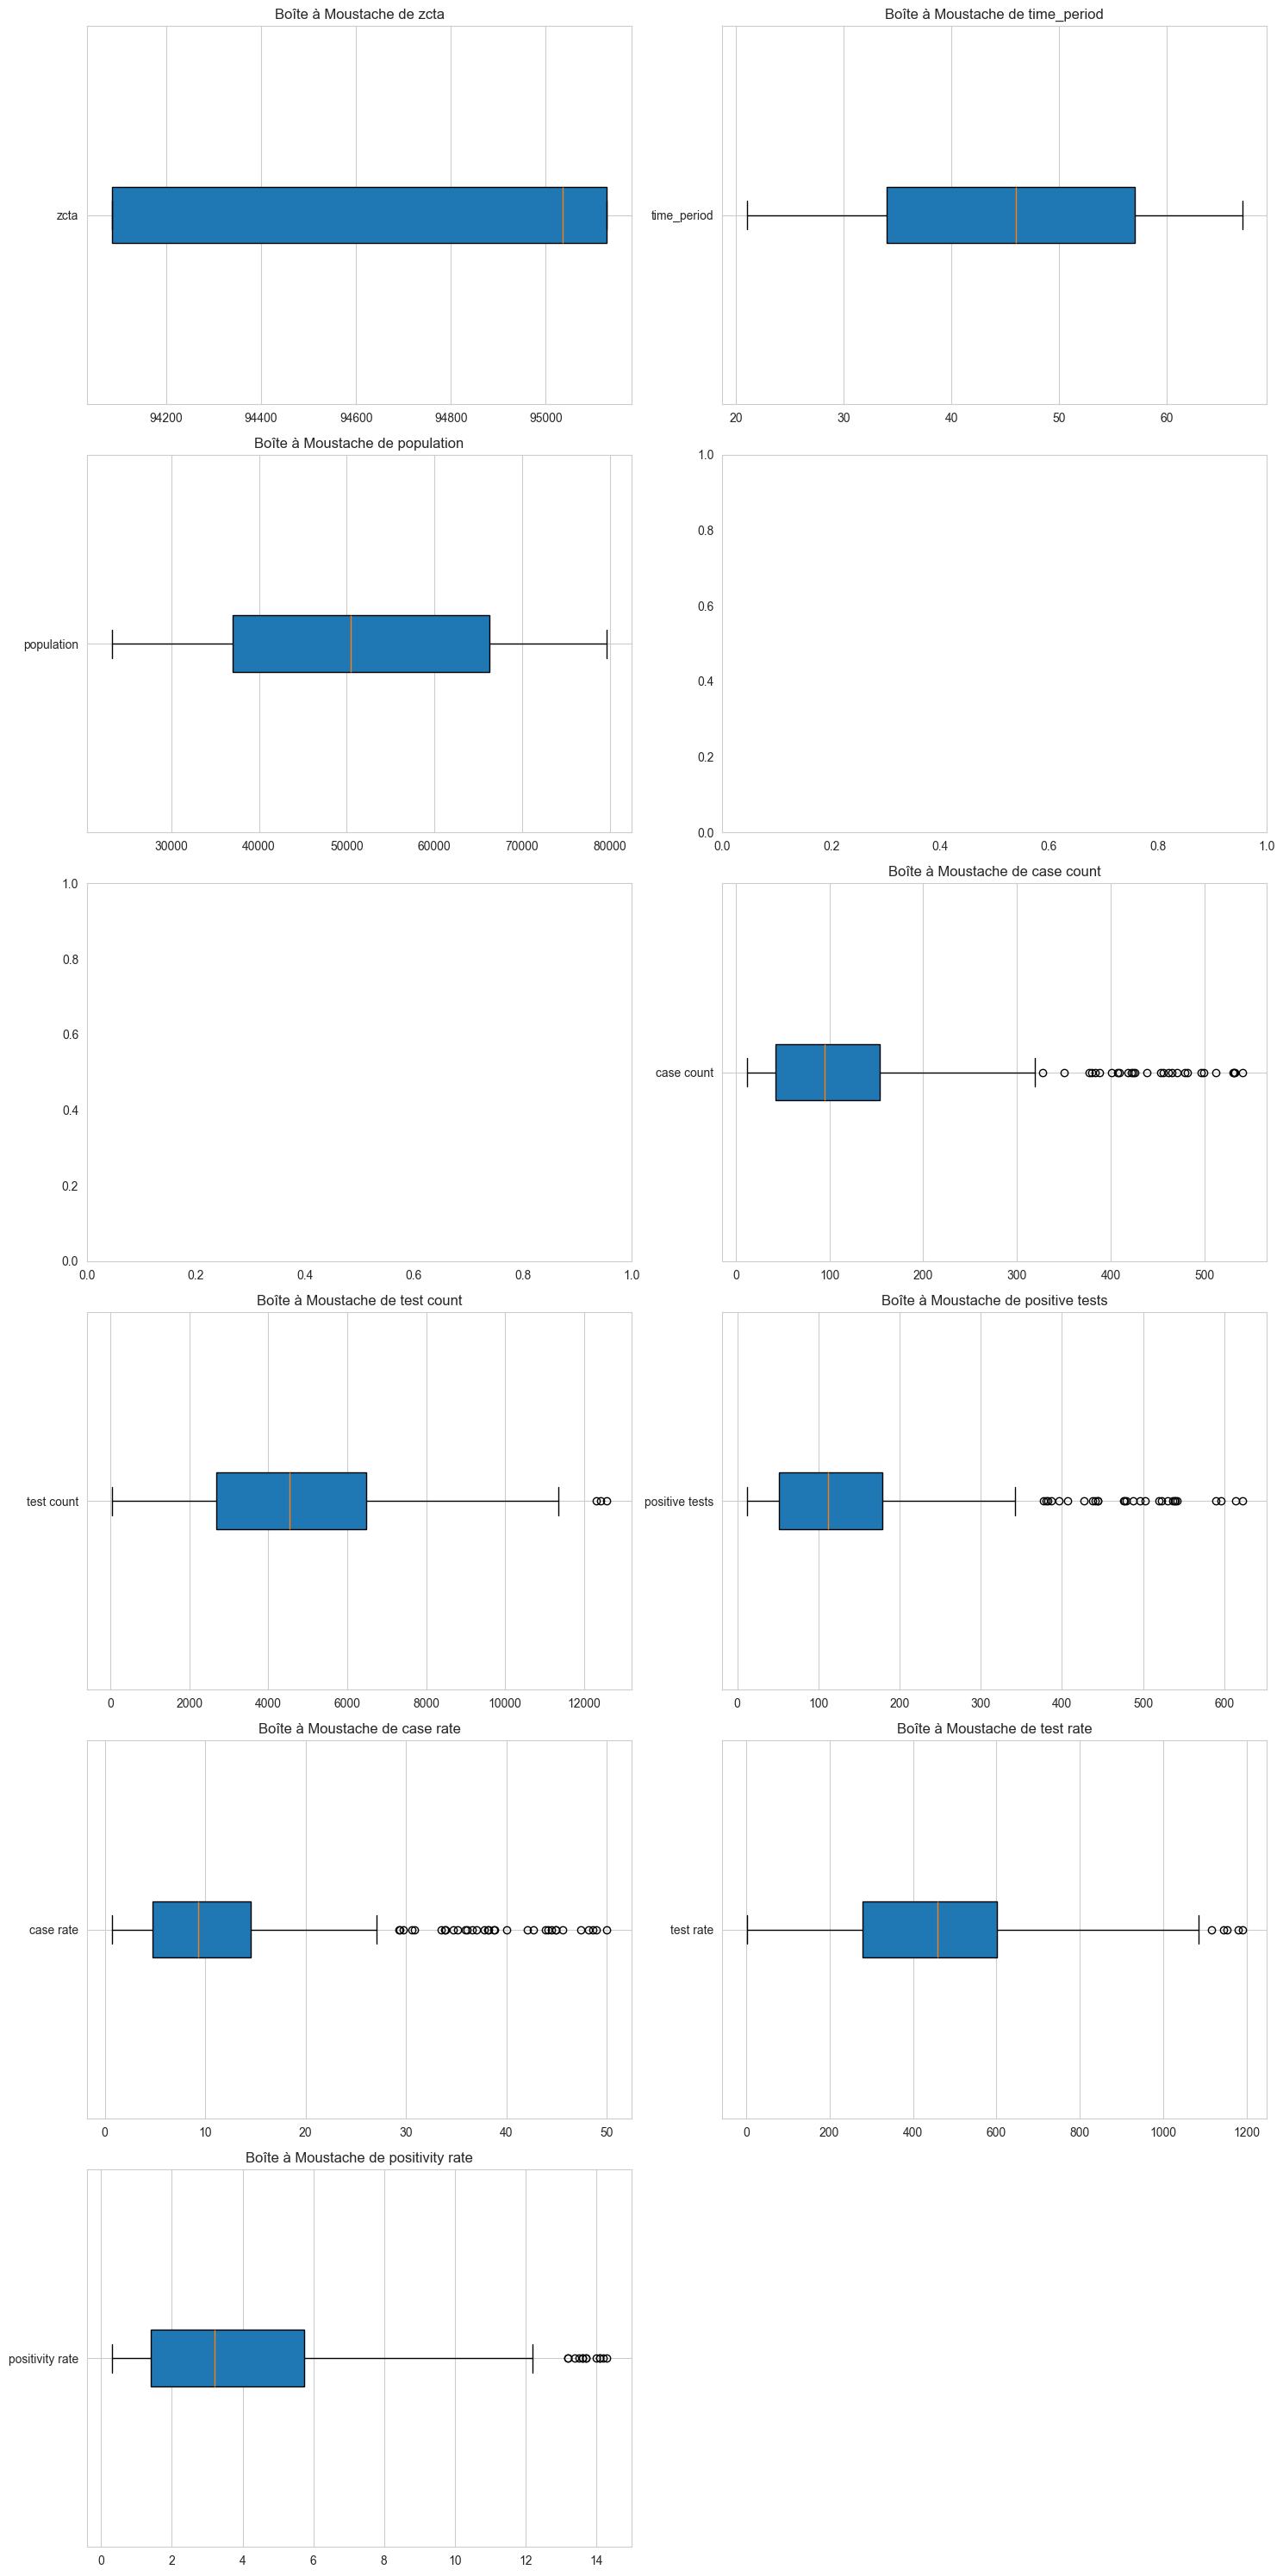 Boîte à Moustache de zcta
zcta
94200 94400 94600 94800 95000
Boîte à Moustache de time_period
time_period
20 30 40 50 60
Boîte à Moustache de population
population
30000 40000 50000 60000 70000 80000
1.0
0.8
0.6
0.4
0.2
0.0
0.0 0.2 0.4 0.6 0.8 1.0
1.0
0.8
0.6
0.4
0.2
0.0
0.0 0.2 0.4 0.6 0.8 1.0
Boîte à Moustache de case count
case count
0 100 200 300 400 500
Boîte à Moustache de test count
test count
0 2000 4000 6000 8000 10000 12000
Boîte à Moustache de positive tests
positive tests
0 100 200 300 400 500 600
Boîte à Moustache de case rate
case rate
0 10 20 30 40 50
Boîte à Moustache de test rate
test rate
0 200 400 600 800 1000 1200
Boîte à Moustache de positivity rate
positivity rate
0 2 4 6 8 10 12 14